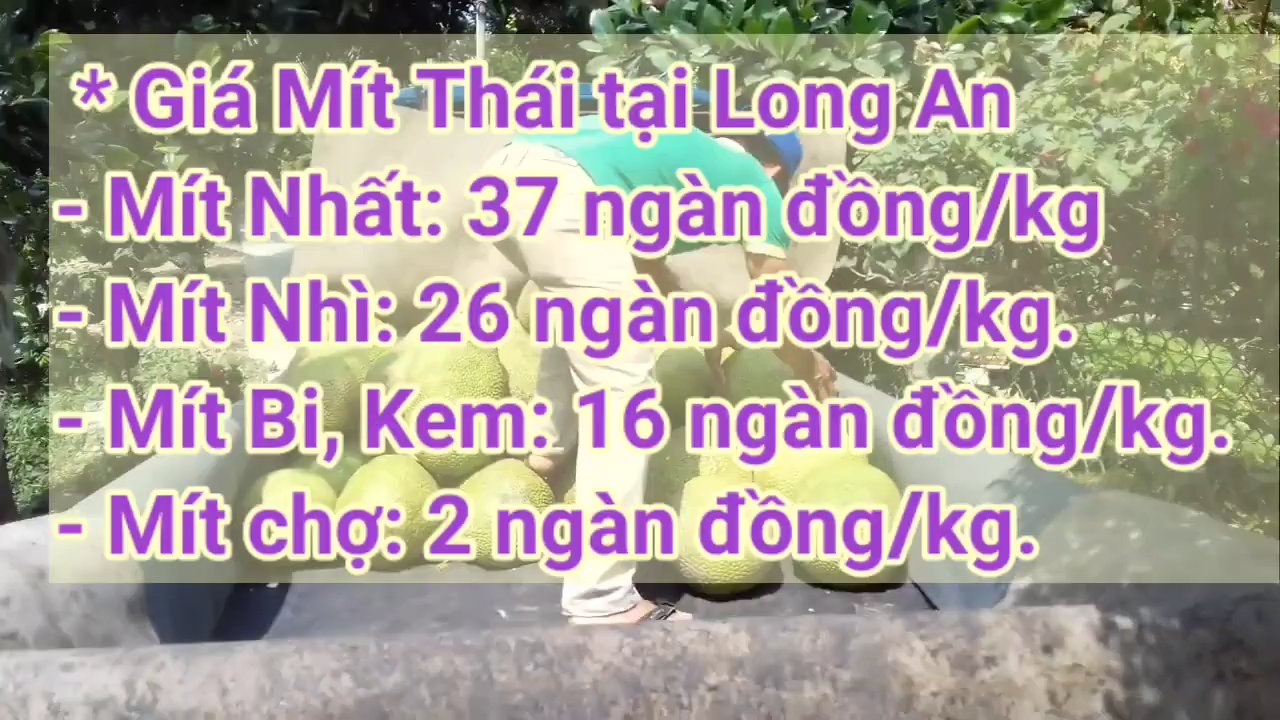 * Giá Mít Thái tại Long An
- Mít Nhất: 37 ngàn đồng/kg
- Mít Nhì: 26 ngàn đồng/kg.
- Mít Bi, Kem: 16 ngàn đồng/kg.
- Mít chợ: 2 ngàn đồng/kg.